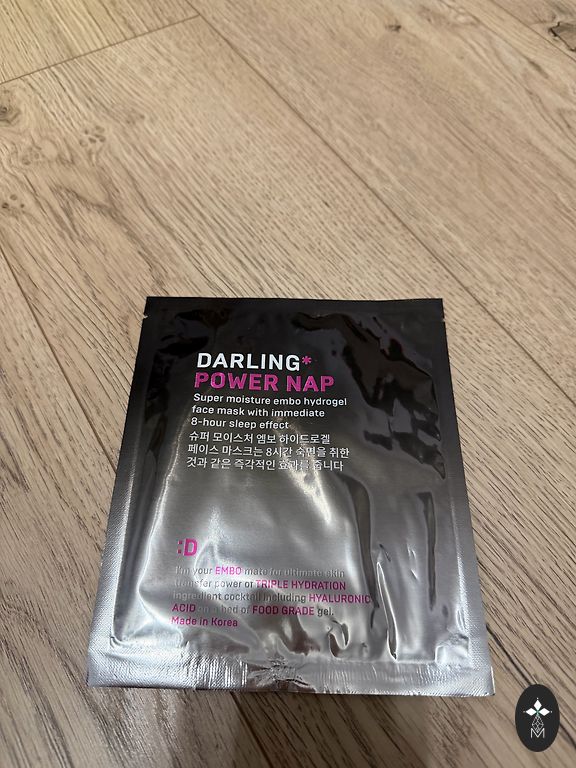 DARLING*
POWER NAP
Super moisture embo hydrogel
face mask with immediate
8-hour sleep effect
슈퍼 모이스처 엠보 하이드로겔
페이스 마스크는 8시간 숙면을 취한
것과 같은 즉각적인 효과를 줍니다
:D
I'm your EMBO mate for ultimate skin
transfer power of TRIPLE HYDRATION
ingredient cocktail including HYALURONIC
ACID on a bed of FOOD GRADE gel.
Made in Korea
M